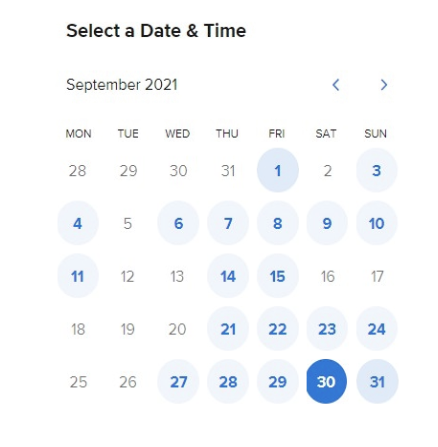 Select a Date & Time
September 2021 < >
MON TUE WED THU FRI SAT SUN
28 29 30 31 1 2 3
4 5 6 7 8 9 10
11 12 13 14 15 16 17
18 19 20 21 22 23 24
25 26 27 28 29 30 31